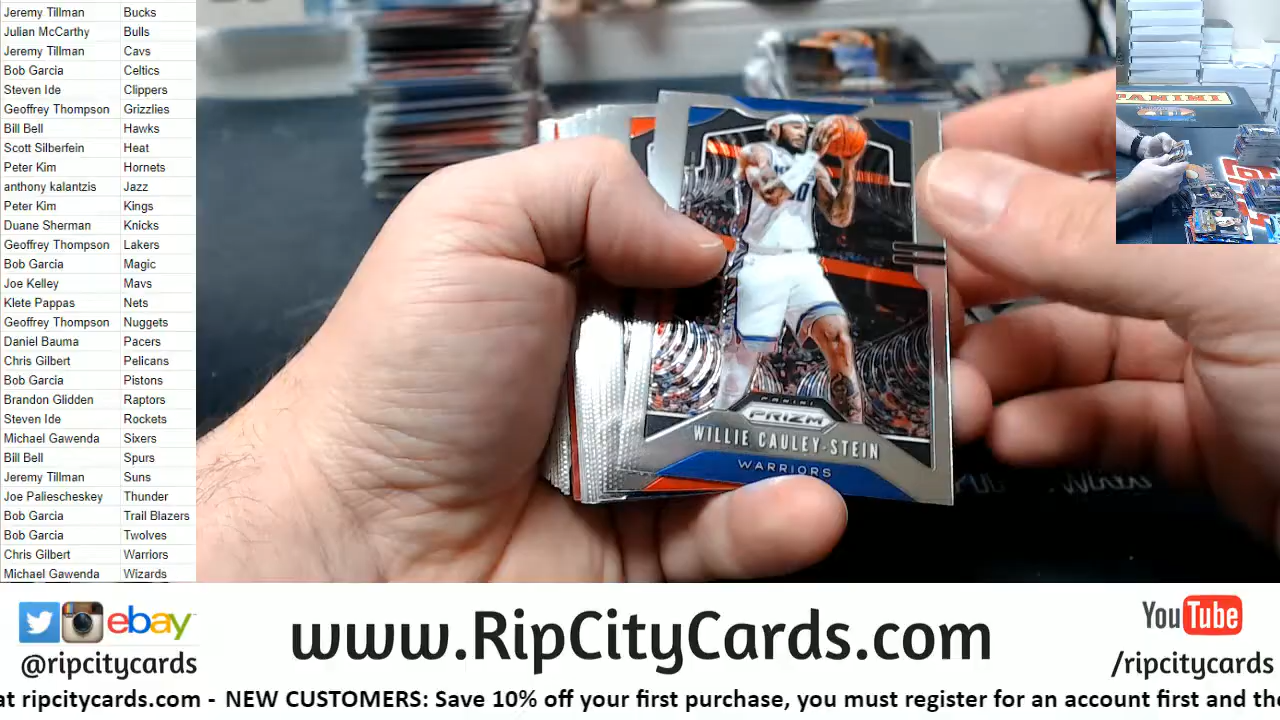 Jeremy Tillman Bucks
Julian McCarthy Bulls
Jeremy Tillman Cavs
Bob Garcia Celtics
Steven Ide Clippers
Geoffrey Thompson Grizzlies
Bill Bell Hawks
Scott Silberfein Heat
Peter Kim Hornets
anthony kalantzis Jazz
Peter Kim Kings
Duane Sherman Knicks
Geoffrey Thompson Lakers
Bob Garcia Magic
Joe Kelley Mavs
Klete Pappas Nets
Geoffrey Thompson Nuggets
Daniel Bauma Pacers
Chris Gilbert Pelicans
Bob Garcia Pistons
Brandon Glidden Raptors
Steven Ide Rockets
Michael Gawenda Sixers
Bill Bell Spurs
Jeremy Tillman Suns
Joe Paliescheskey Thunder
Bob Garcia Trail Blazers
Bob Garcia Twolves
Chris Gilbert Warriors
Michael Gawenda Wizards
PANINI
PRIZM
WILLIE CAULEY-STEIN
WARRIORS
PANINI
ebay
@ripcitycards
www.RipCityCards.com
YouTube
/ripcitycards
at ripcitycards.com - NEW CUSTOMERS: Save 10% off your first purchase, you must register for an account first and the